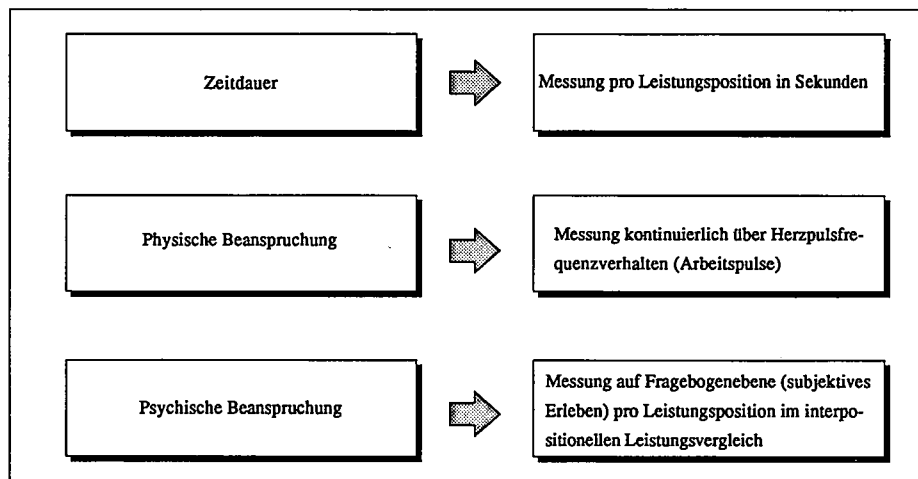 Zeitdauer
Messung pro Leistungsposition in Sekunden
Physische Beanspruchung
Messung kontinuierlich über Herzpulsfre-
quenzverhalten (Arbeitspulse)
Psychische Beanspruchung
Messung auf Fragebogenebene (subjektives
Erleben) pro Leistungsposition im interpo-
sitionellen Leistungsvergleich